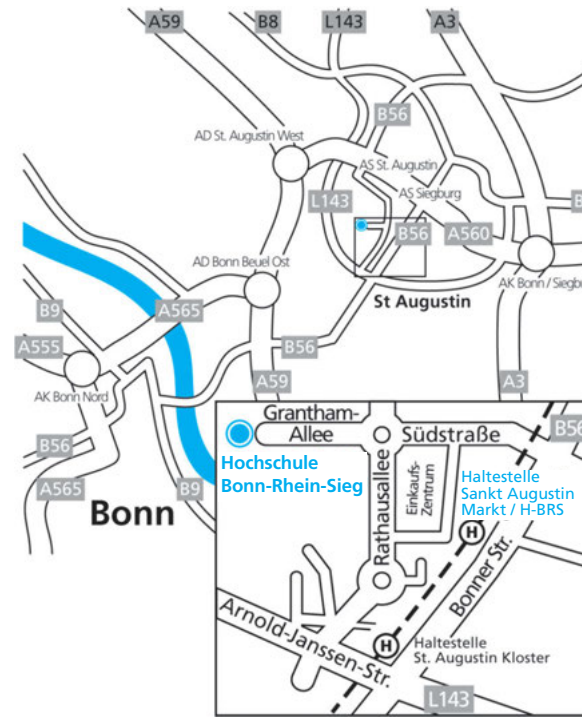 A59
B8
L143
A3
B56
AD St. Augustin West
AS St. Augustin
AS Siegburg
L143
B56
A560
AD Bonn Beuel Ost
St Augustin
B9
A565
A555
B56
AK Bonn Nord
A59
A3
B56
A565
B9
Bonn
Grantham-
Allee
Südstraße
B56
Hochschule
Bonn-Rhein-Sieg
Rathausallee
Einkaufs-
Zentrum
Haltestelle
Sankt Augustin
Markt / H-BRS
H
Bonner Str.
Arnold-Janssen-Str.
H
Haltestelle
St. Augustin Kloster
L143